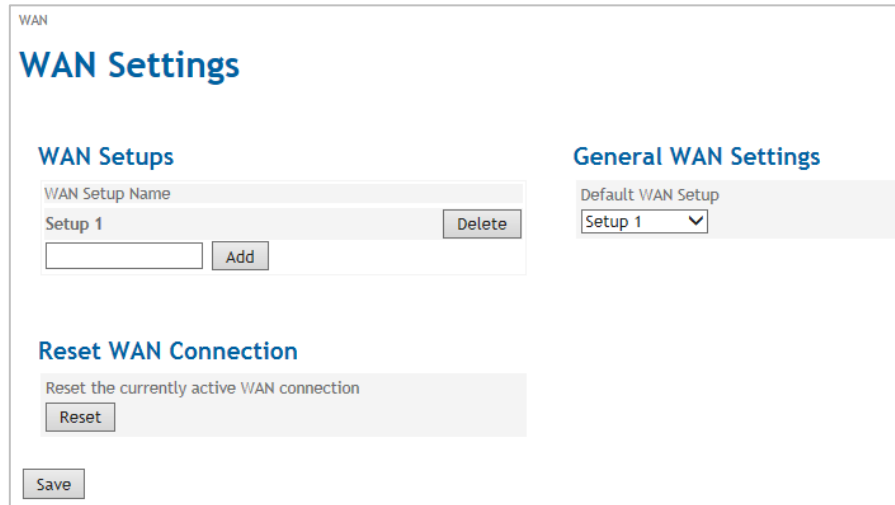 WAN
WAN Settings
WAN Setups
WAN Setup Name
Setup 1
Delete
Add
General WAN Settings
Default WAN Setup
Setup 1
Reset WAN Connection
Reset the currently active WAN connection
Reset
Save